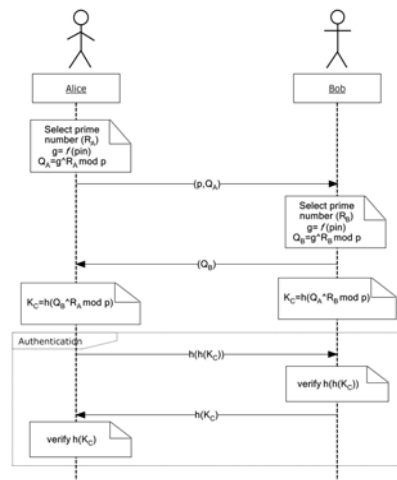 Alice
Bob
Select prime
number (R_A)
g= f(pin)
Q_A=g^R_A mod p
(p,Q_A)
Select prime
number (R_B)
g= f(pin)
Q_B=g^R_B mod p
(Q_B)
K_C=h(Q_B^R_A mod p)
K_C=h(Q_A^R_B mod p)
Authentication
h(h(K_C))
verify h(h(K_C))
h(K_C)
verify h(K_C)